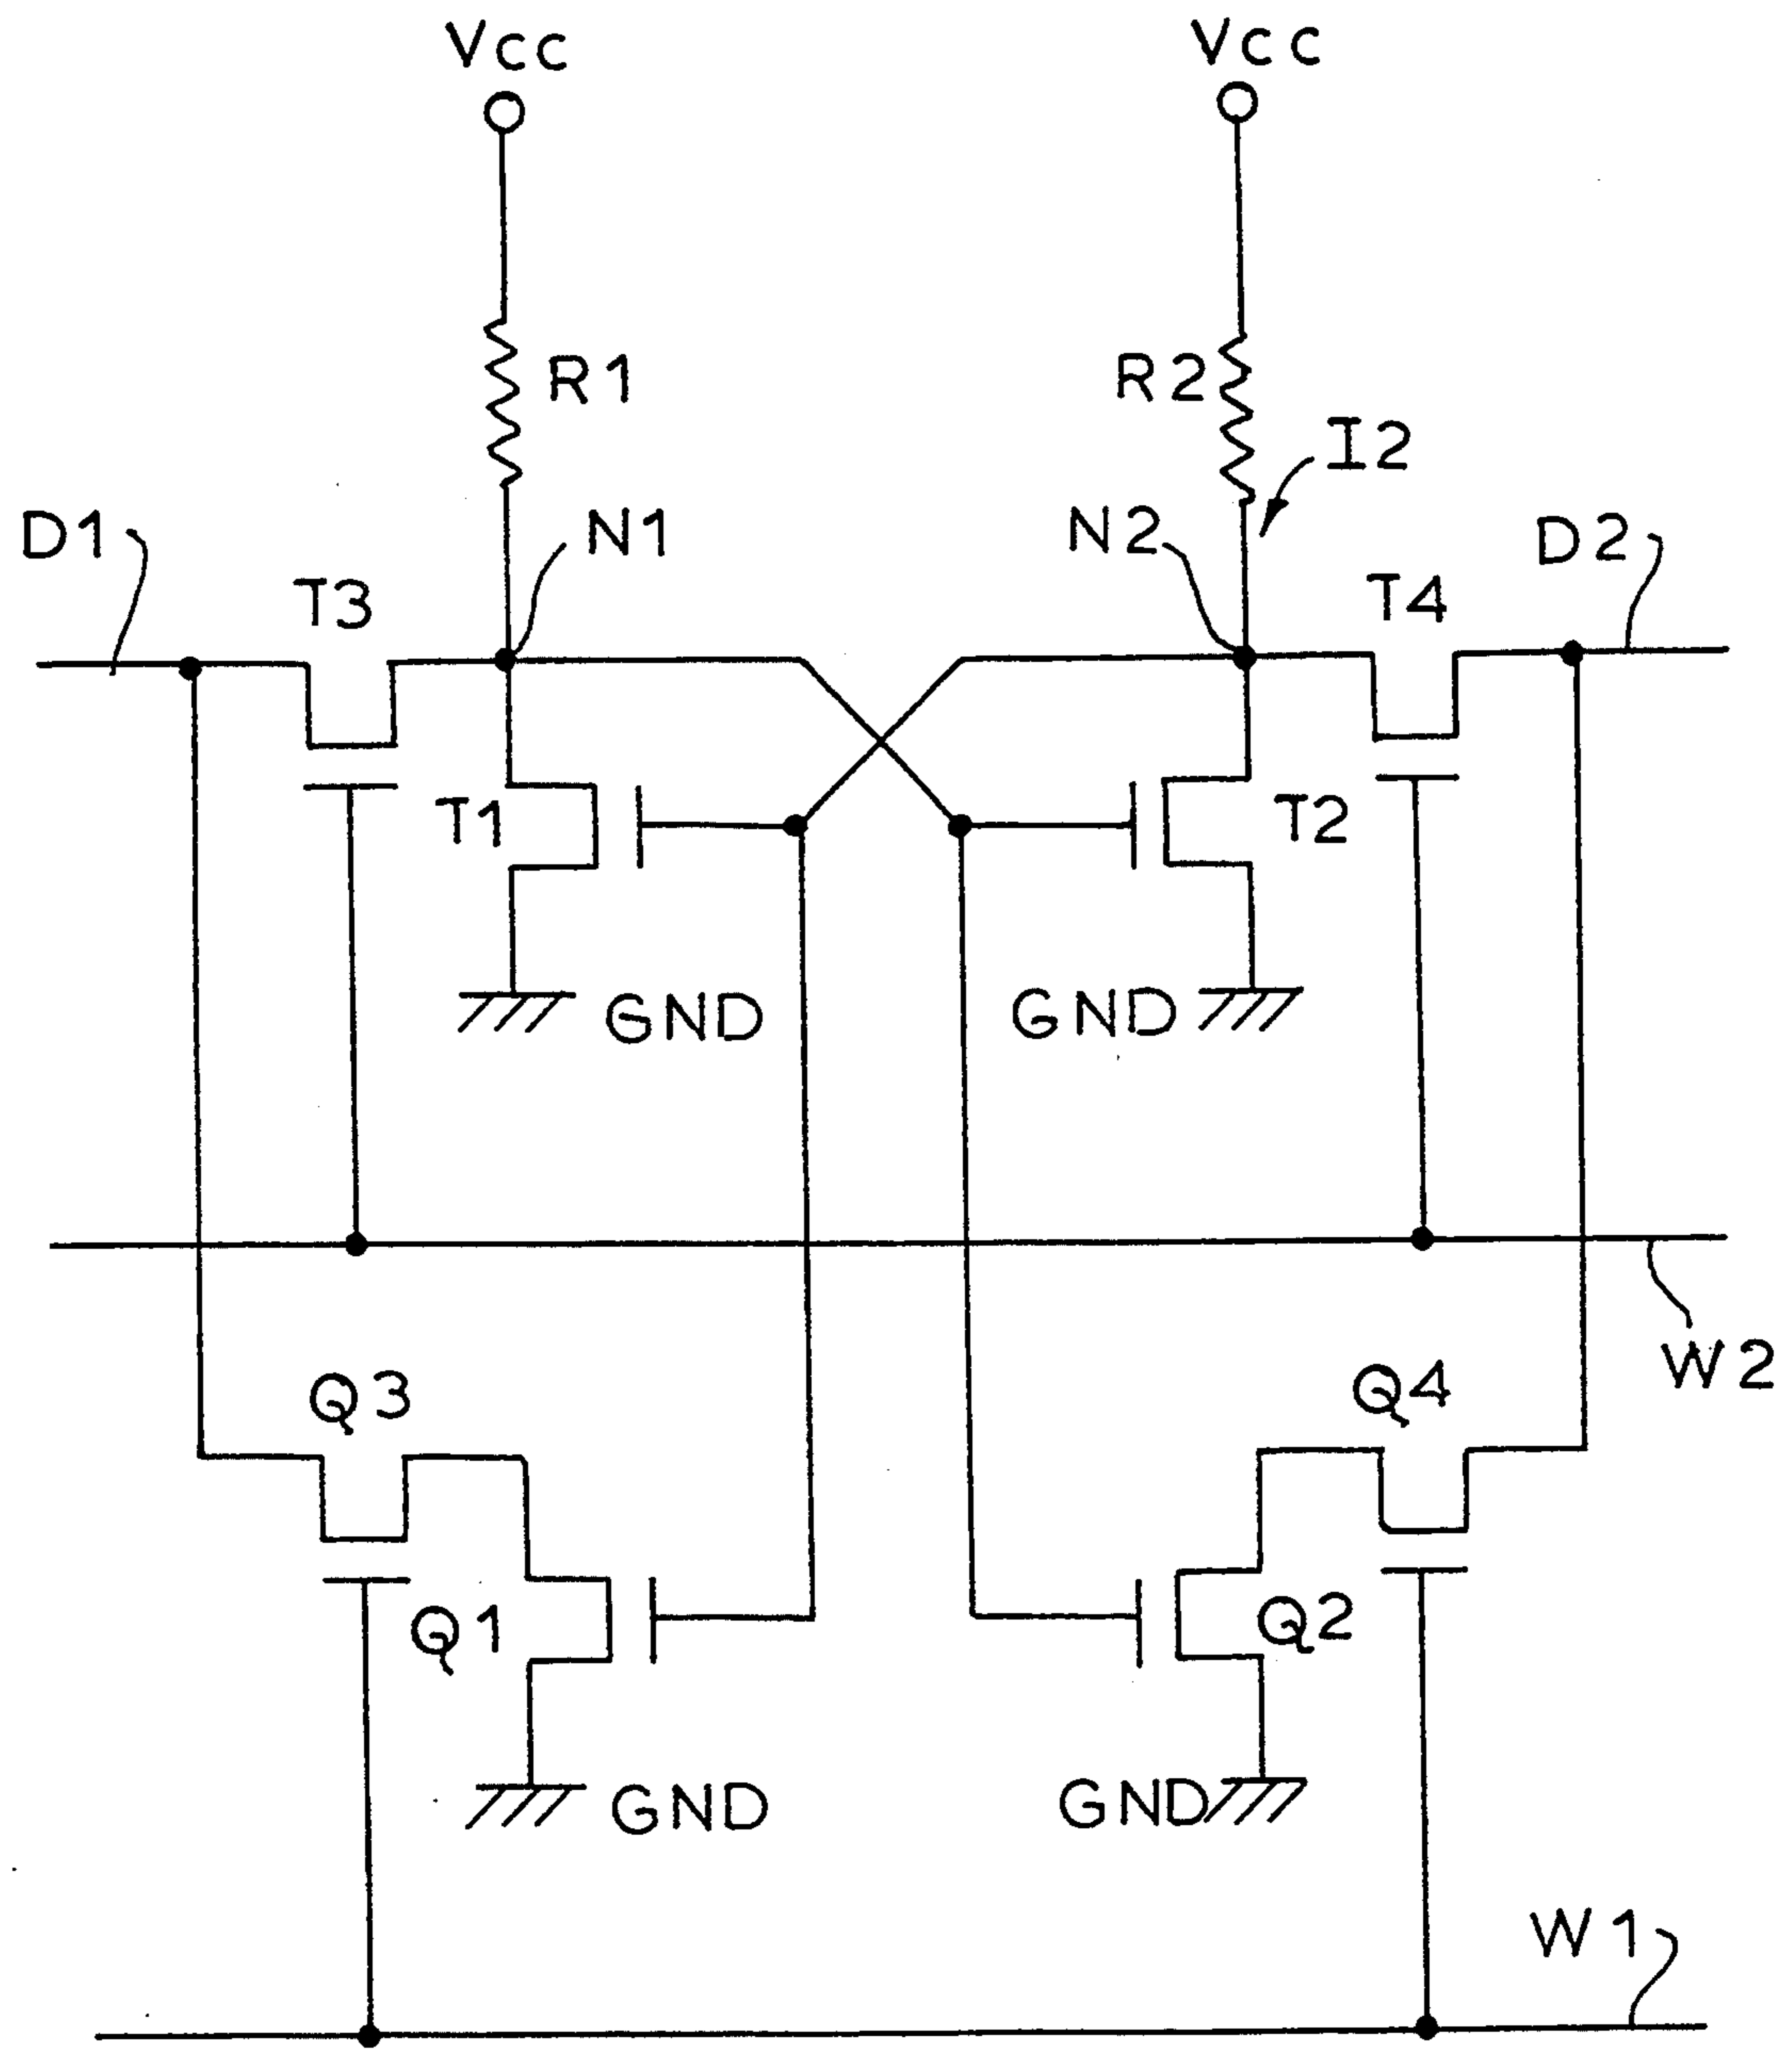 Vcc
Vcc
R1
R2
I2
D1
N1
N2
D2
T3
T4
T1
T2
GND
GND
W2
Q3
Q4
Q1
Q2
GND
GND
W1